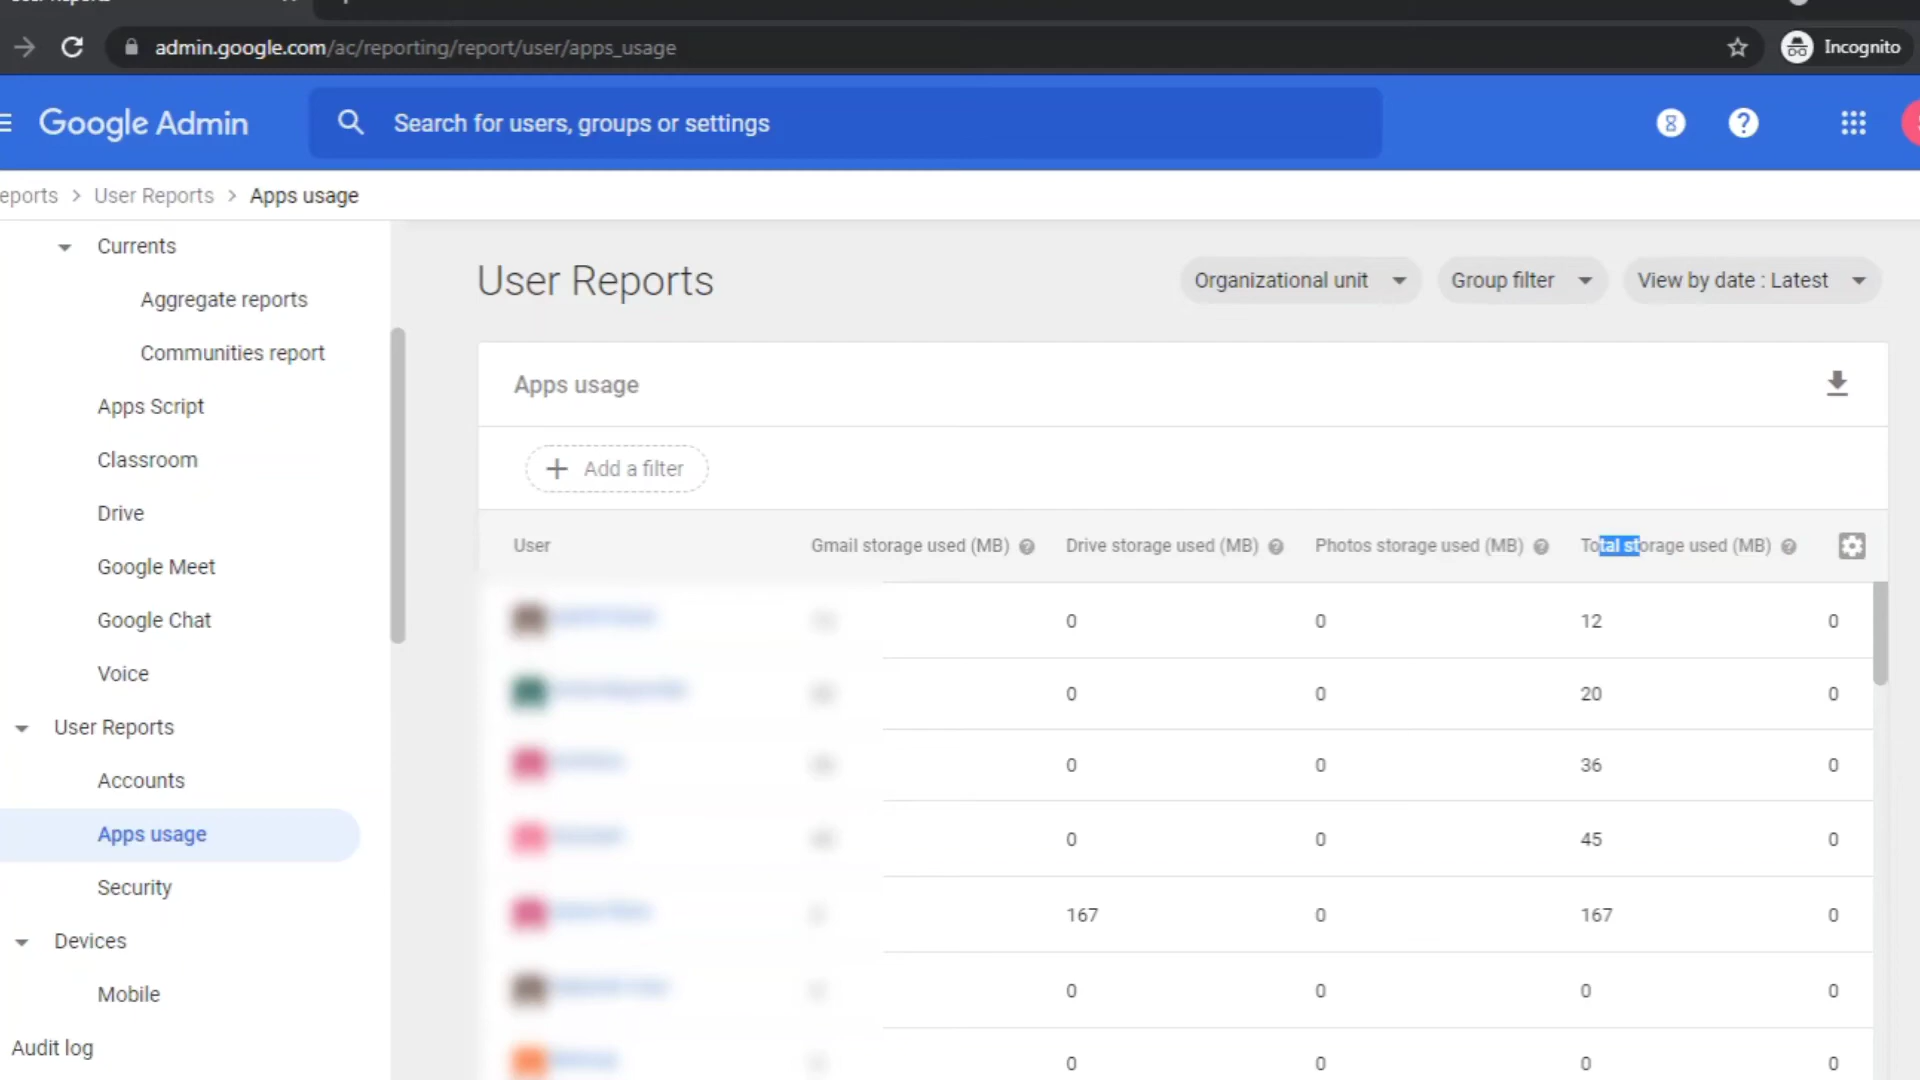 admin.google.com/ac/reporting/report/user/apps_usage
Incognito
Google Admin
Search for users, groups or settings
eports > User Reports > Apps usage
Currents
Aggregate reports
Communities report
Apps Script
Classroom
Drive
Google Meet
Google Chat
Voice
User Reports
Accounts
Apps usage
Security
Devices
Mobile
Audit log
User Reports
Organizational unit
Group filter
View by date : Latest
Apps usage
+ Add a filter
User Gmail storage used (MB) Drive storage used (MB) Photos storage used (MB) Total storage used (MB)
0 0 12 0
0 0 20 0
0 0 36 0
0 0 45 0
167 0 167 0
0 0 0 0
0 0 0 0